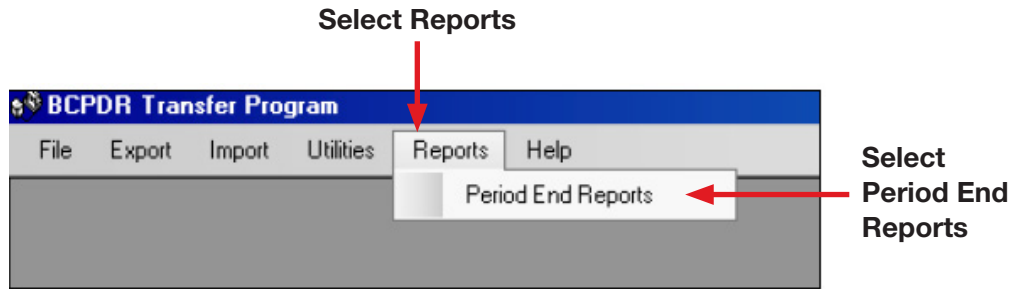 Select Reports
BCPDR Transfer Program
File Export Import Utilities Reports Help
Period End Reports
Select
Period End
Reports